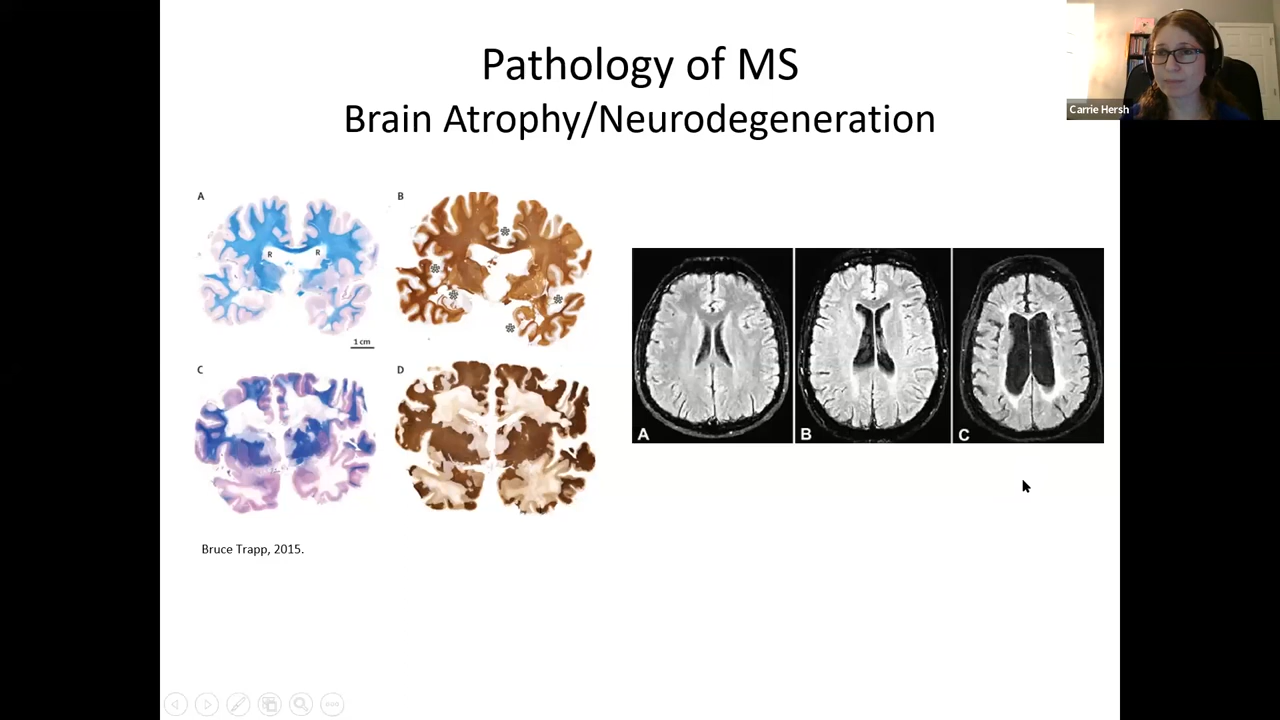 Pathology of MS
Brain Atrophy/Neurodegeneration
Carrie Hersh
A
B
R
R
1 cm
C
D
A
B
C
Bruce Trapp, 2015.